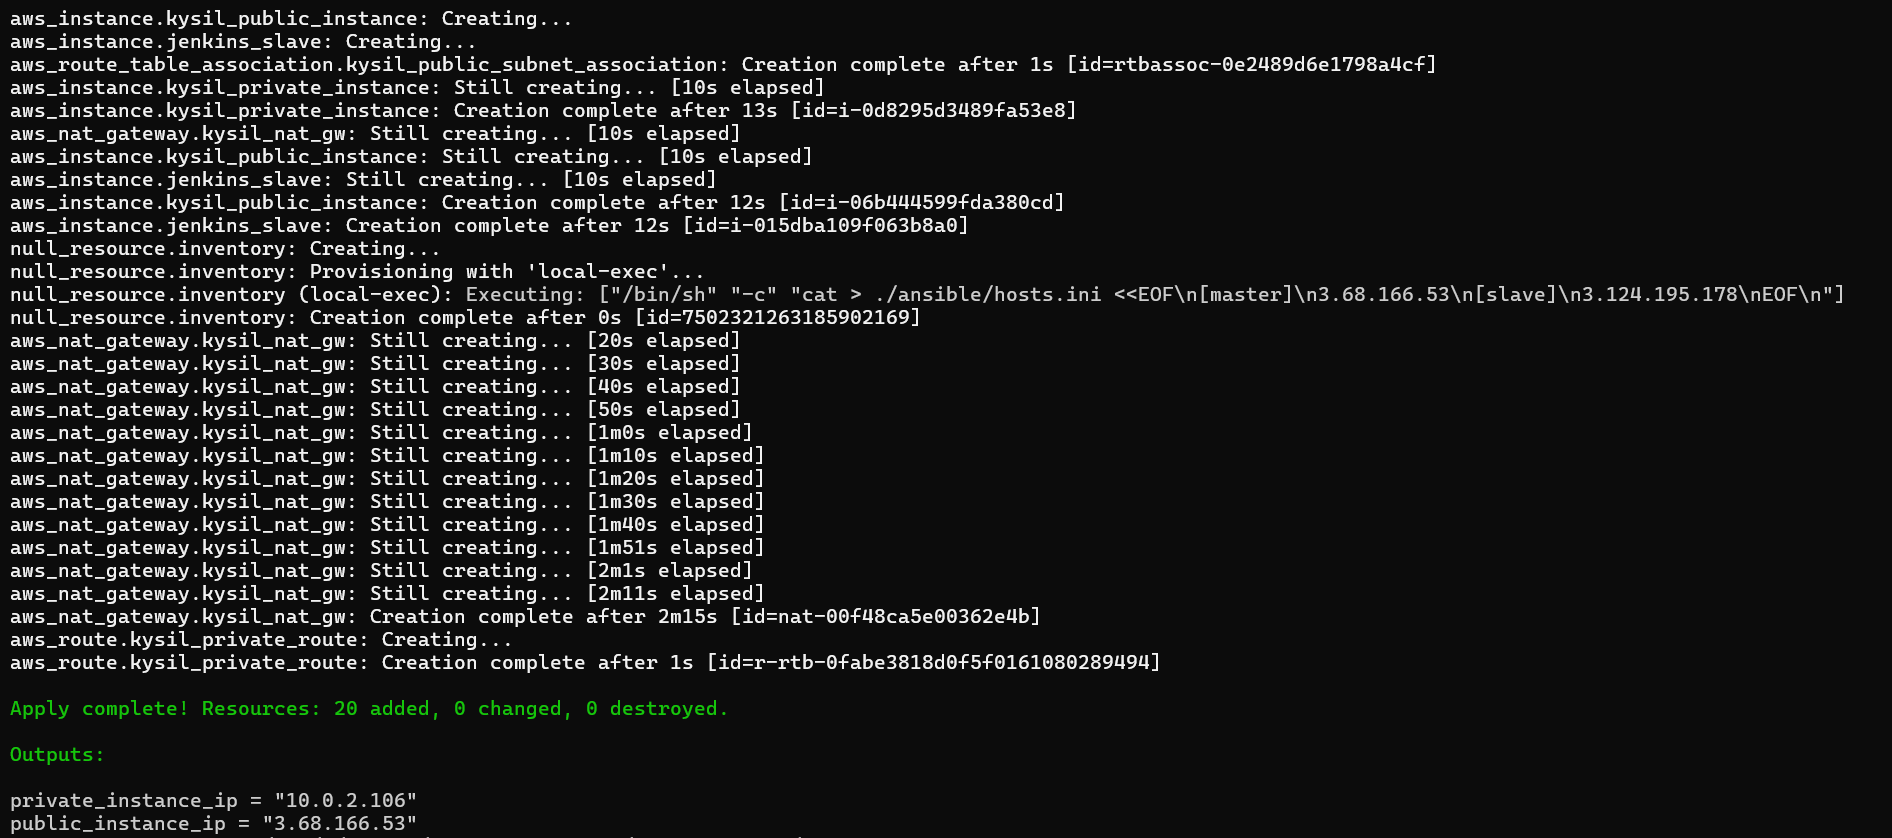 aws_instance.kysil_public_instance: Creating...
aws_instance.jenkins_slave: Creating...
aws_route_table_association.kysil_public_subnet_association: Creation complete after 1s [id=rtbassoc-0e2489d6e1798a4cf]
aws_instance.kysil_private_instance: Still creating... [10s elapsed]
aws_instance.kysil_private_instance: Creation complete after 13s [id=i-0d8295d3489fa53e8]
aws_nat_gateway.kysil_nat_gw: Still creating... [10s elapsed]
aws_instance.kysil_public_instance: Still creating... [10s elapsed]
aws_instance.jenkins_slave: Still creating... [10s elapsed]
aws_instance.kysil_public_instance: Creation complete after 12s [id=i-06b444599fda380cd]
aws_instance.jenkins_slave: Creation complete after 12s [id=i-015dba109f063b8a0]
null_resource.inventory: Creating...
null_resource.inventory: Provisioning with 'local-exec'...
null_resource.inventory (local-exec): Executing: ["/bin/sh" "-c" "cat > ./ansible/hosts.ini <<EOF\n[master]\n3.68.166.53\n[slave]\n3.124.195.178\nEOF\n"]
null_resource.inventory: Creation complete after 0s [id=7502321263185902169]
aws_nat_gateway.kysil_nat_gw: Still creating... [20s elapsed]
aws_nat_gateway.kysil_nat_gw: Still creating... [30s elapsed]
aws_nat_gateway.kysil_nat_gw: Still creating... [40s elapsed]
aws_nat_gateway.kysil_nat_gw: Still creating... [50s elapsed]
aws_nat_gateway.kysil_nat_gw: Still creating... [1m0s elapsed]
aws_nat_gateway.kysil_nat_gw: Still creating... [1m10s elapsed]
aws_nat_gateway.kysil_nat_gw: Still creating... [1m20s elapsed]
aws_nat_gateway.kysil_nat_gw: Still creating... [1m30s elapsed]
aws_nat_gateway.kysil_nat_gw: Still creating... [1m40s elapsed]
aws_nat_gateway.kysil_nat_gw: Still creating... [1m51s elapsed]
aws_nat_gateway.kysil_nat_gw: Still creating... [2m1s elapsed]
aws_nat_gateway.kysil_nat_gw: Still creating... [2m11s elapsed]
aws_nat_gateway.kysil_nat_gw: Creation complete after 2m15s [id=nat-00f48ca5e00362e4b]
aws_route.kysil_private_route: Creating...
aws_route.kysil_private_route: Creation complete after 1s [id=r-rtb-0fabe3818d0f5f0161080289494]
Apply complete! Resources: 20 added, 0 changed, 0 destroyed.
Outputs:
private_instance_ip = "10.0.2.106"
public_instance_ip = "3.68.166.53"